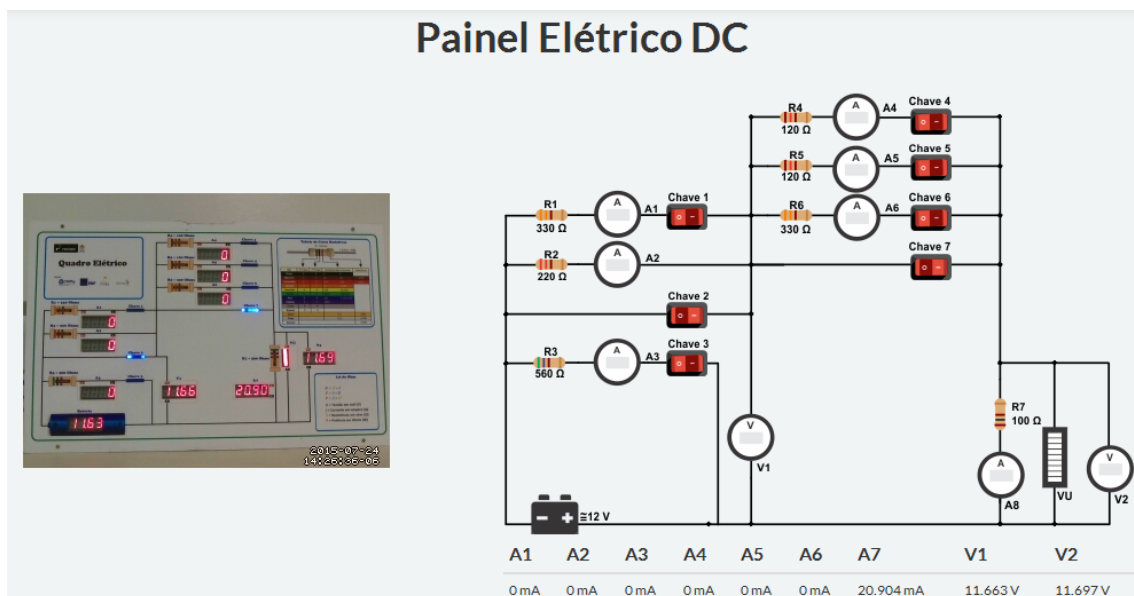 Painel Elétrico DC
R4
120 Ω
A
A4
Chave 4
R5
120 Ω
A
A5
Chave 5
R1
330 Ω
A
A1
Chave 1
R6
330 Ω
A
A6
Chave 6
R2
220 Ω
A
A2
Chave 7
Chave 2
R3
560 Ω
A
A3
Chave 3
V
V1
R7
100 Ω
A
A8
VU
V
V2
≅12 V
Quadro Elétrico
0
0
0
0
0
0
11.66
20.90
11.69
11.63
2015-07-24
14:26:36-06
A1 A2 A3 A4 A5 A6 A7 V1 V2
0 mA 0 mA 0 mA 0 mA 0 mA 0 mA 20.904 mA 11.663 V 11.697 V